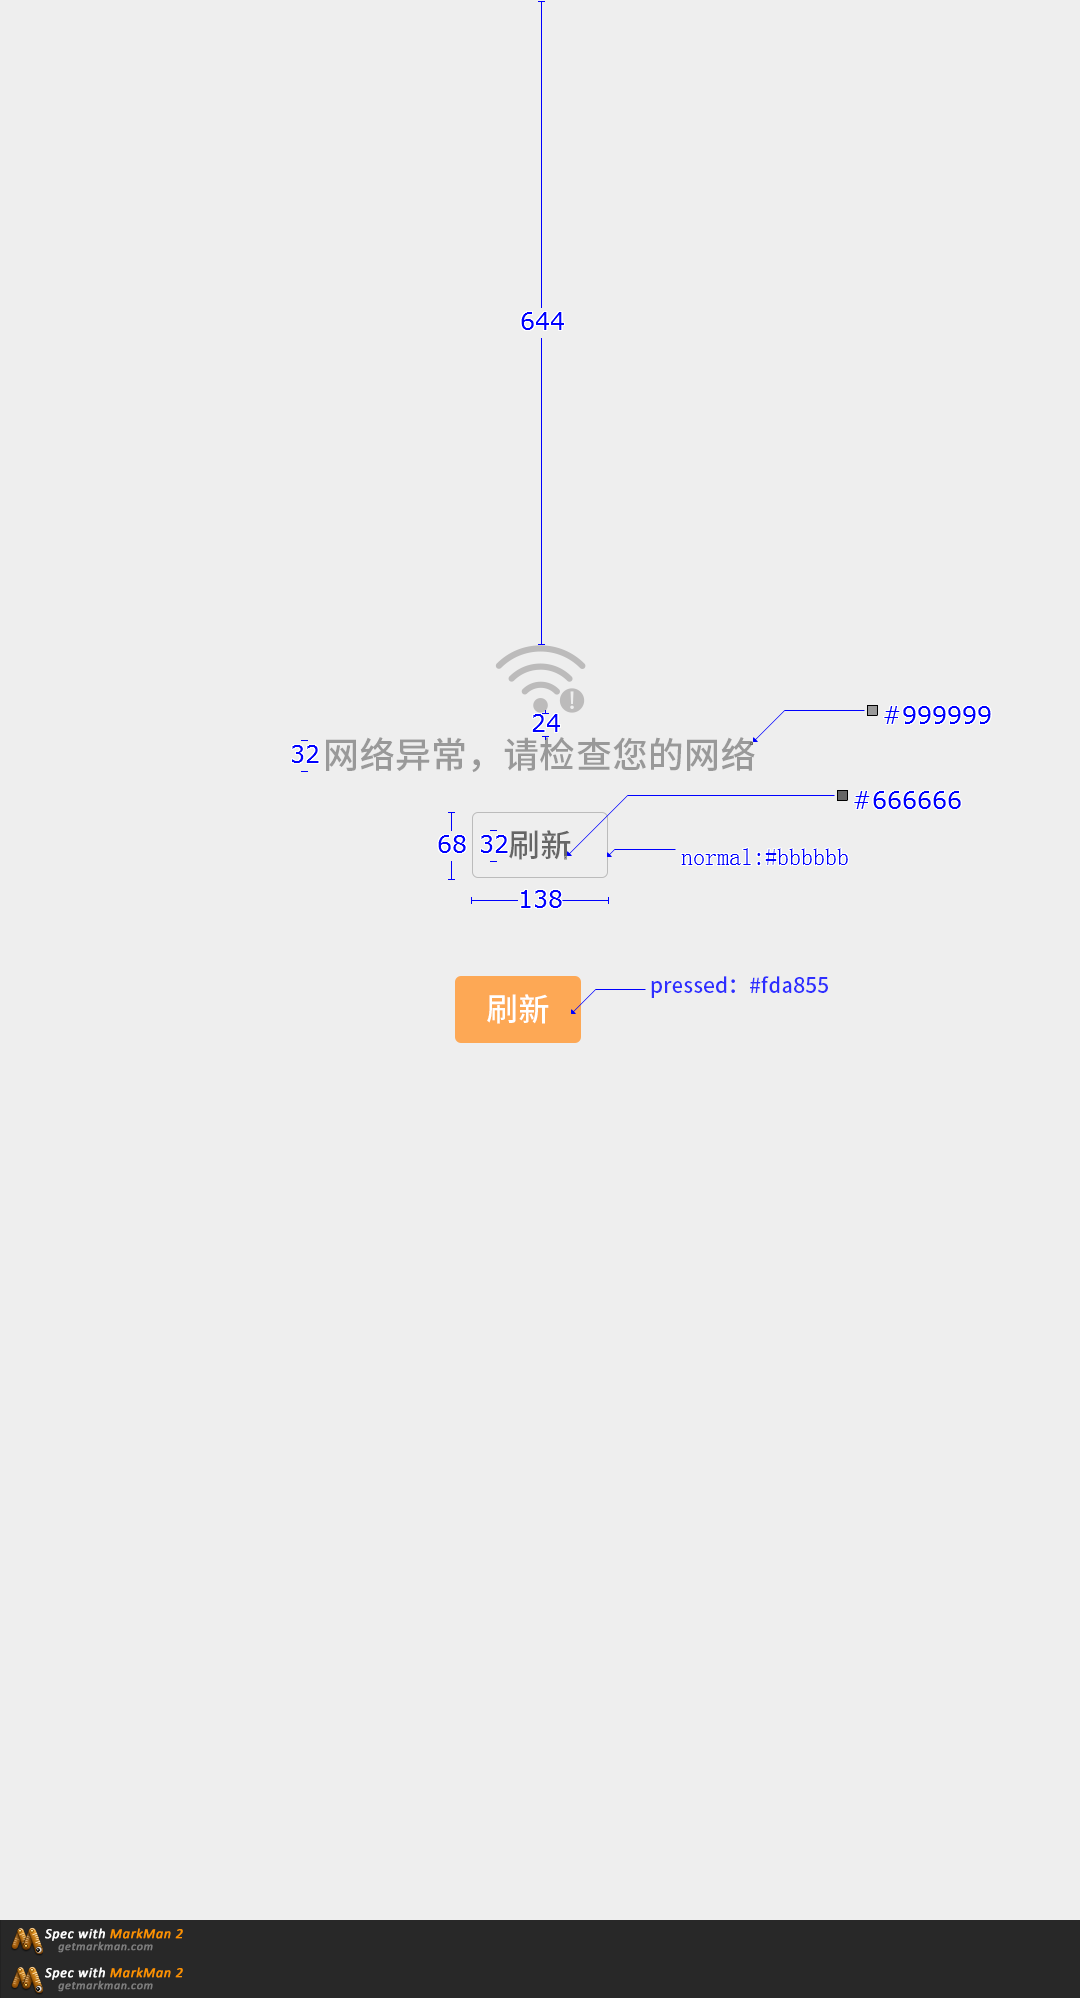 644
24
#999999
32 网络异常，请检查您的网络
#666666
68 32 刷新
normal:#bbbbbb
138
pressed：#fda855
刷新
Spec with MarkMan 2
getmarkman.com
Spec with MarkMan 2
getmarkman.com